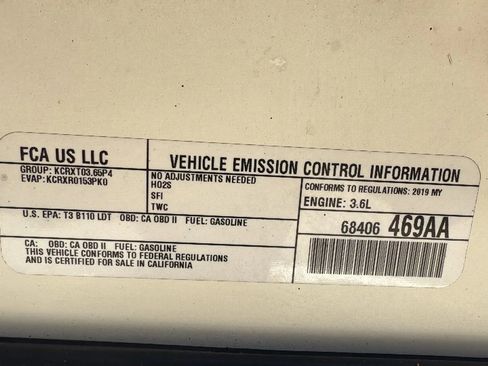 FCA US LLC
GROUP: KCRXT03.65P4
EVAP: KCRXR0153PK0
VEHICLE EMISSION CONTROL INFORMATION
NO ADJUSTMENTS NEEDED
HO2S
SFI
TWC
CONFORMS TO REGULATIONS: 2019 MY
ENGINE: 3.6L
U.S. EPA: T3 B110 LDT OBD: CA OBD II FUEL: GASOLINE
68406 469AA
CA: OBD: CA OBD II FUEL: GASOLINE
THIS VEHICLE CONFORMS TO FEDERAL REGULATIONS
AND IS CERTIFIED FOR SALE IN CALIFORNIA